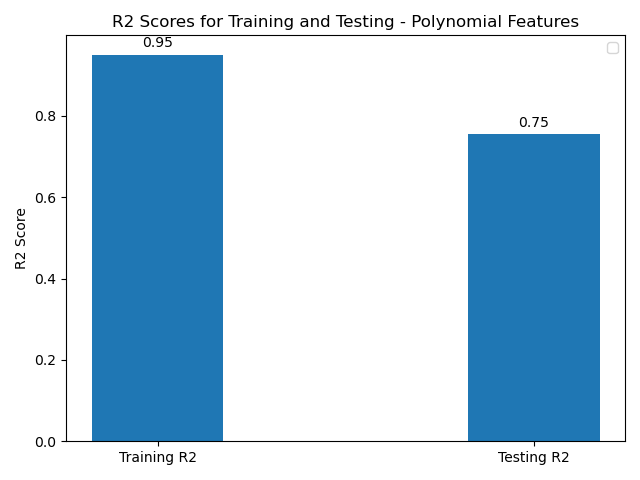 R2 Scores for Training and Testing - Polynomial Features
0.95
0.75
0.8
0.6
0.4
0.2
0.0
R2 Score
Training R2
Testing R2